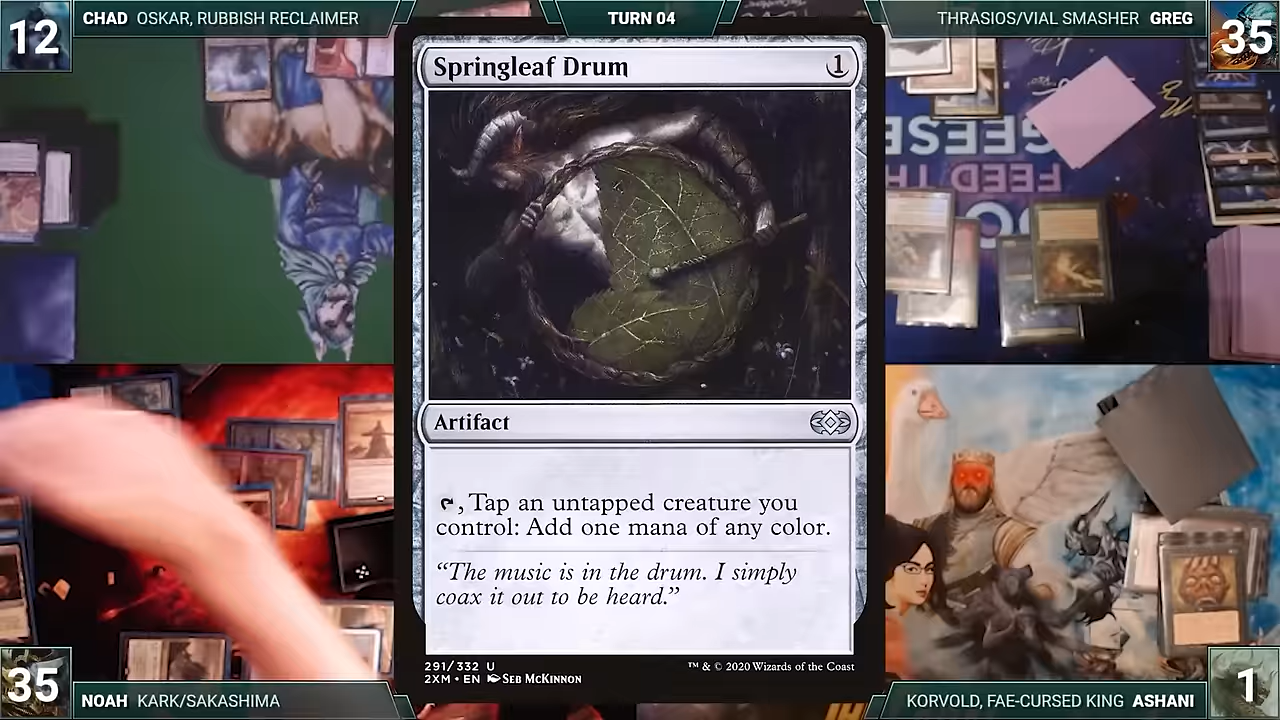 12
CHAD OSKAR, RUBBISH RECLAIMER
TURN 04
THRASIOS/VIAL SMASHER GREG
35
Springleaf Drum 1
Artifact
, Tap an untapped creature you
control: Add one mana of any color.
“The music is in the drum. I simply
coax it out to be heard.”
291/332 U
2XM • EN Seb McKinnon
™ & © 2020 Wizards of the Coast
GEESE
FEED TH
35
NOAH KARK/SAKASHIMA
KORVOLD, FAE-CURSED KING ASHANI
1